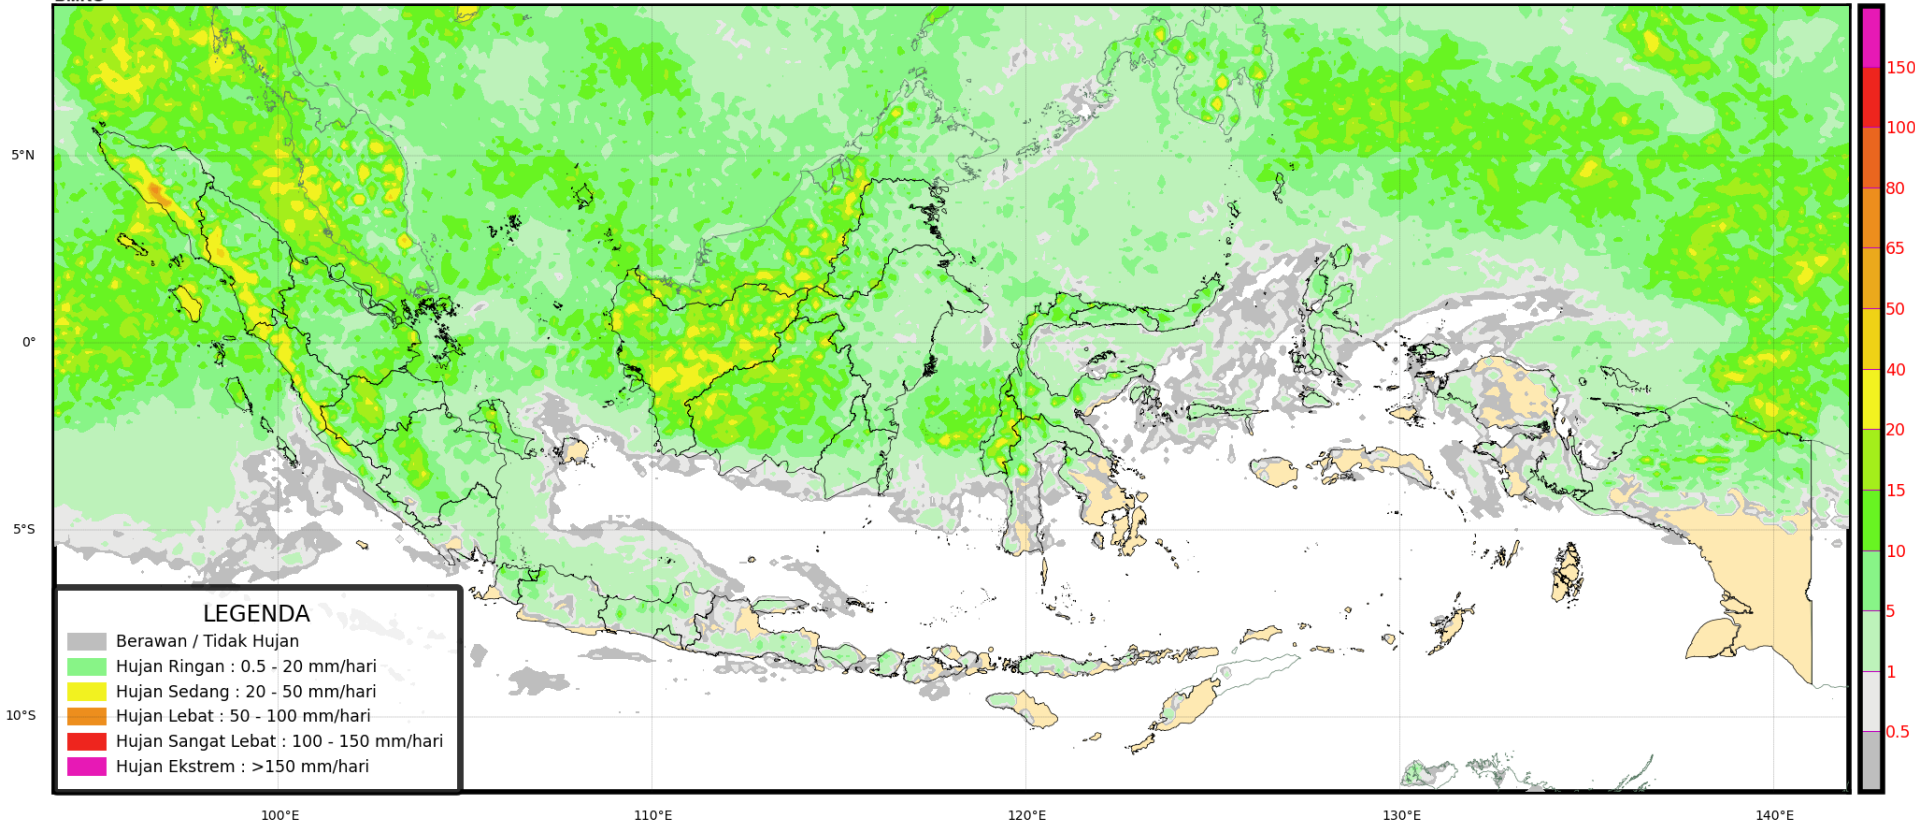 5°N
0°
5°S
10°S
100°E
110°E
120°E
130°E
140°E
LEGENDA
Berawan / Tidak Hujan
Hujan Ringan : 0.5 - 20 mm/hari
Hujan Sedang : 20 - 50 mm/hari
Hujan Lebat : 50 - 100 mm/hari
Hujan Sangat Lebat : 100 - 150 mm/hari
Hujan Ekstrem : >150 mm/hari
150
100
80
65
50
40
20
15
10
5
1
0.5